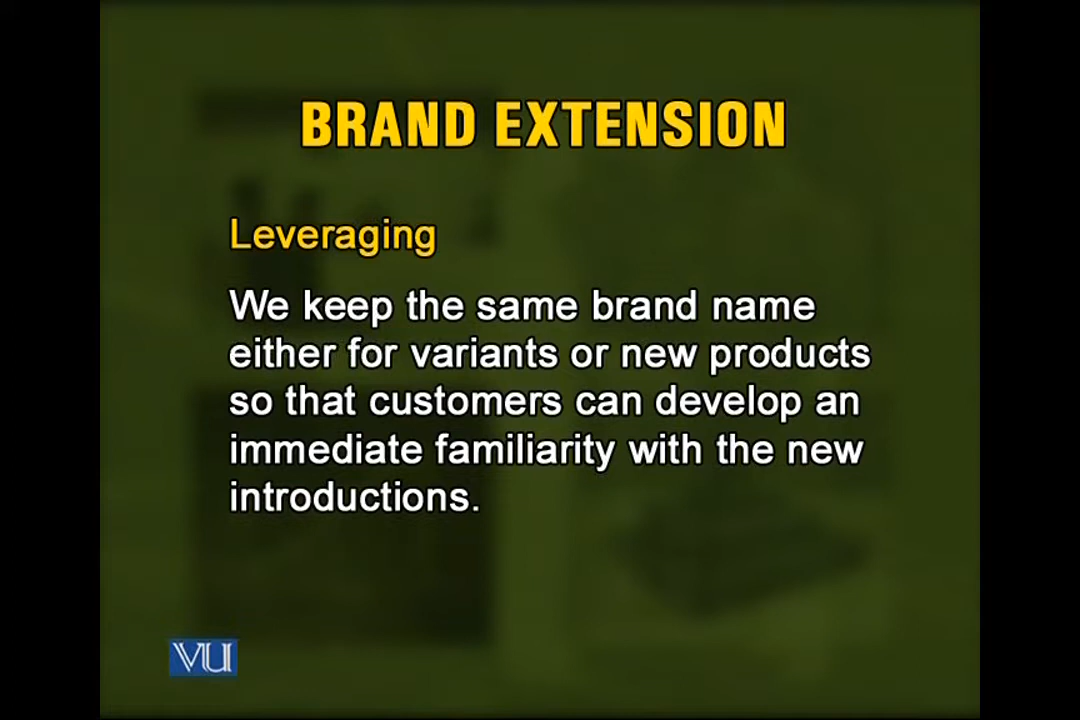 BRAND EXTENSION
Leveraging
We keep the same brand name
either for variants or new products
so that customers can develop an
immediate familiarity with the new
introductions.
VU